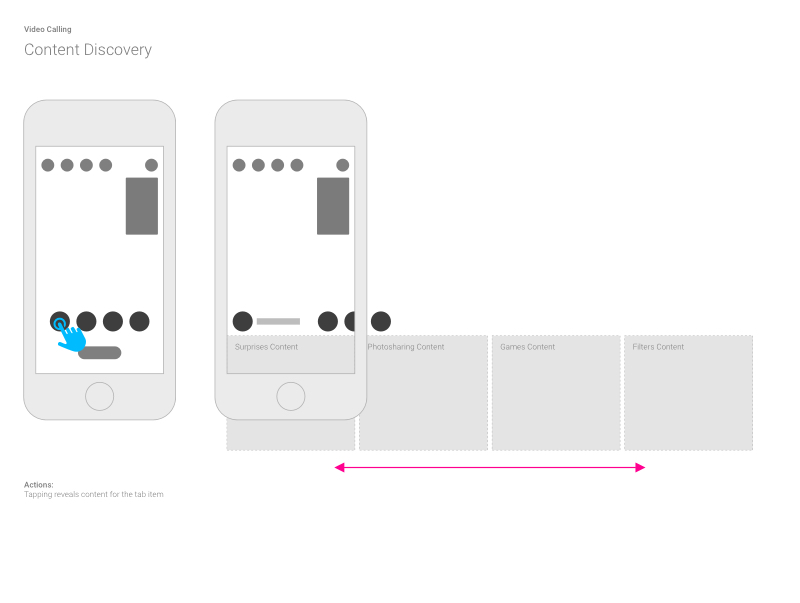 Video Calling
Content Discovery
Surprises Content
Photosharing Content
Games Content
Filters Content
Actions:
Tapping reveals content for the tab item